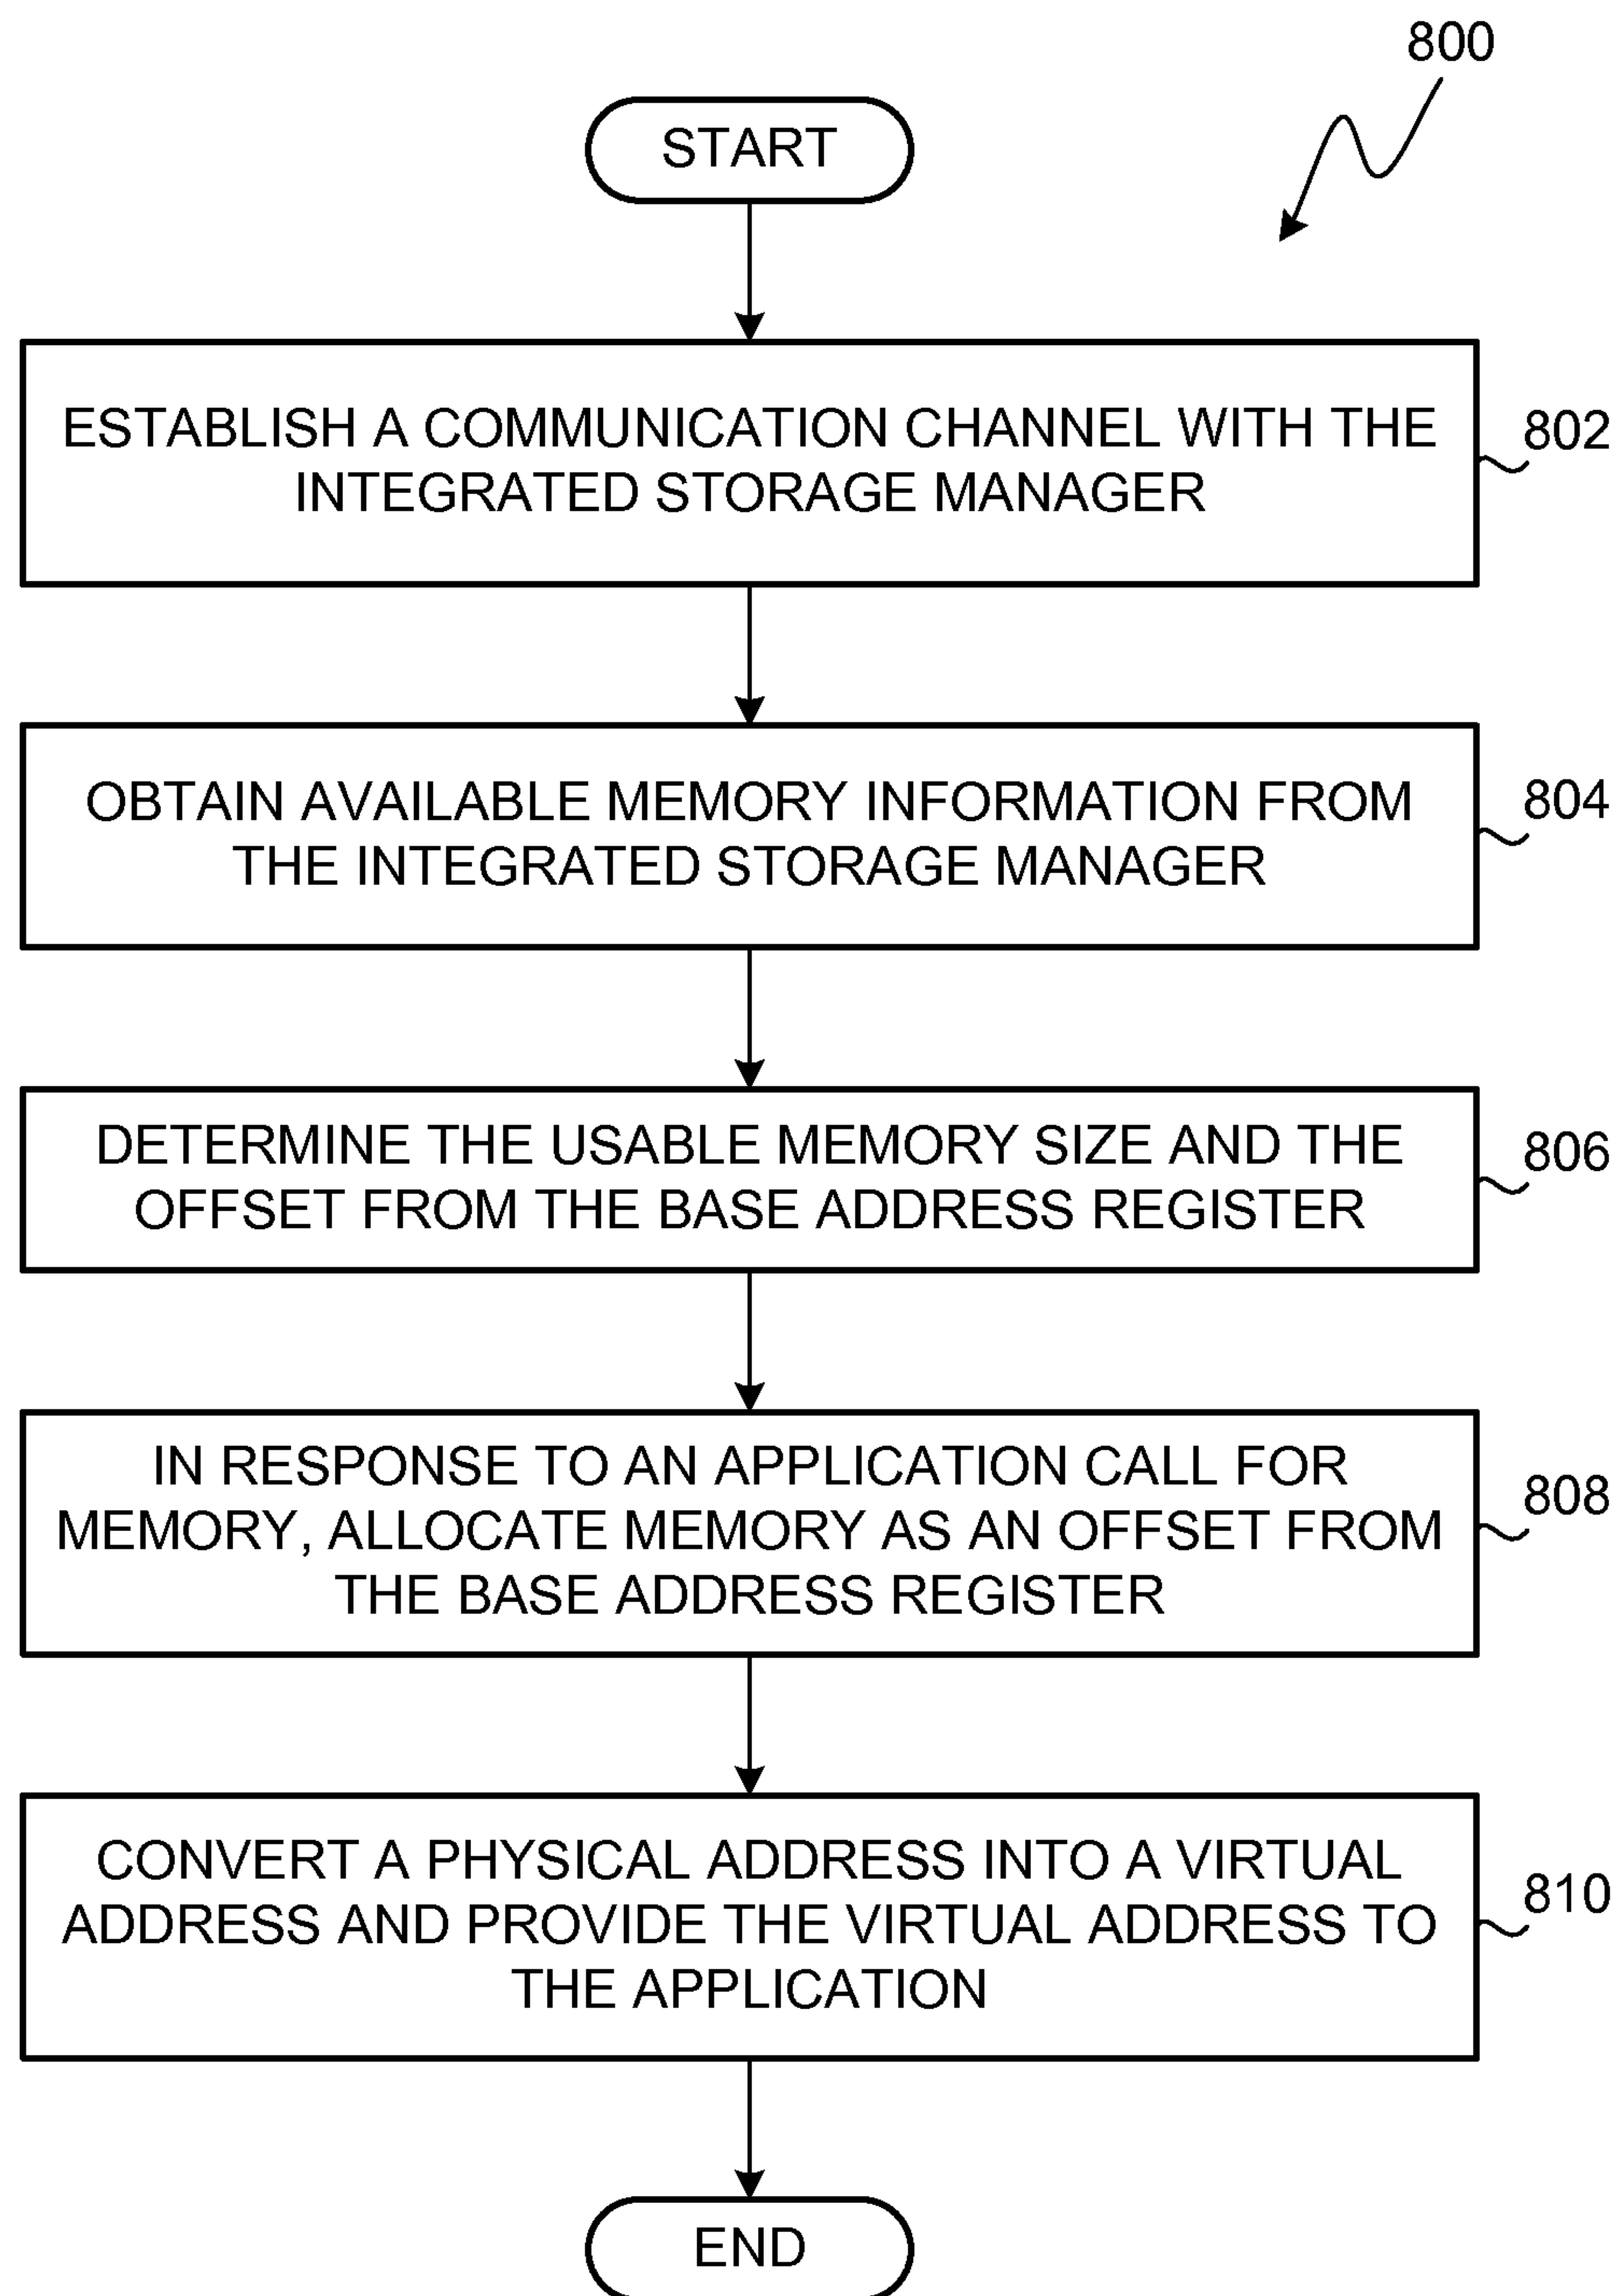 800
START
ESTABLISH A COMMUNICATION CHANNEL WITH THE
INTEGRATED STORAGE MANAGER
802
OBTAIN AVAILABLE MEMORY INFORMATION FROM
THE INTEGRATED STORAGE MANAGER
804
DETERMINE THE USABLE MEMORY SIZE AND THE
OFFSET FROM THE BASE ADDRESS REGISTER
806
IN RESPONSE TO AN APPLICATION CALL FOR
MEMORY, ALLOCATE MEMORY AS AN OFFSET FROM
THE BASE ADDRESS REGISTER
808
CONVERT A PHYSICAL ADDRESS INTO A VIRTUAL
ADDRESS AND PROVIDE THE VIRTUAL ADDRESS TO
THE APPLICATION
810
END